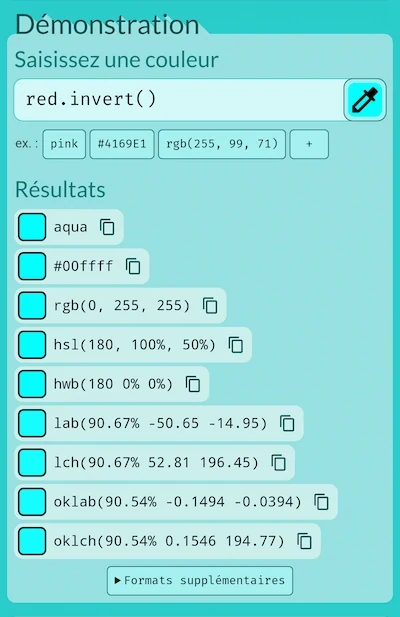 Démonstration
Saisissez une couleur
red.invert()
ex. : pink #4169E1 rgb(255, 99, 71) +
Résultats
aqua
#00ffff
rgb(0, 255, 255)
hsl(180, 100%, 50%)
hwb(180 0% 0%)
lab(90.67% -50.65 -14.95)
lch(90.67% 52.81 196.45)
oklab(90.54% -0.1494 -0.0394)
oklch(90.54% 0.1546 194.77)
Formats supplémentaires